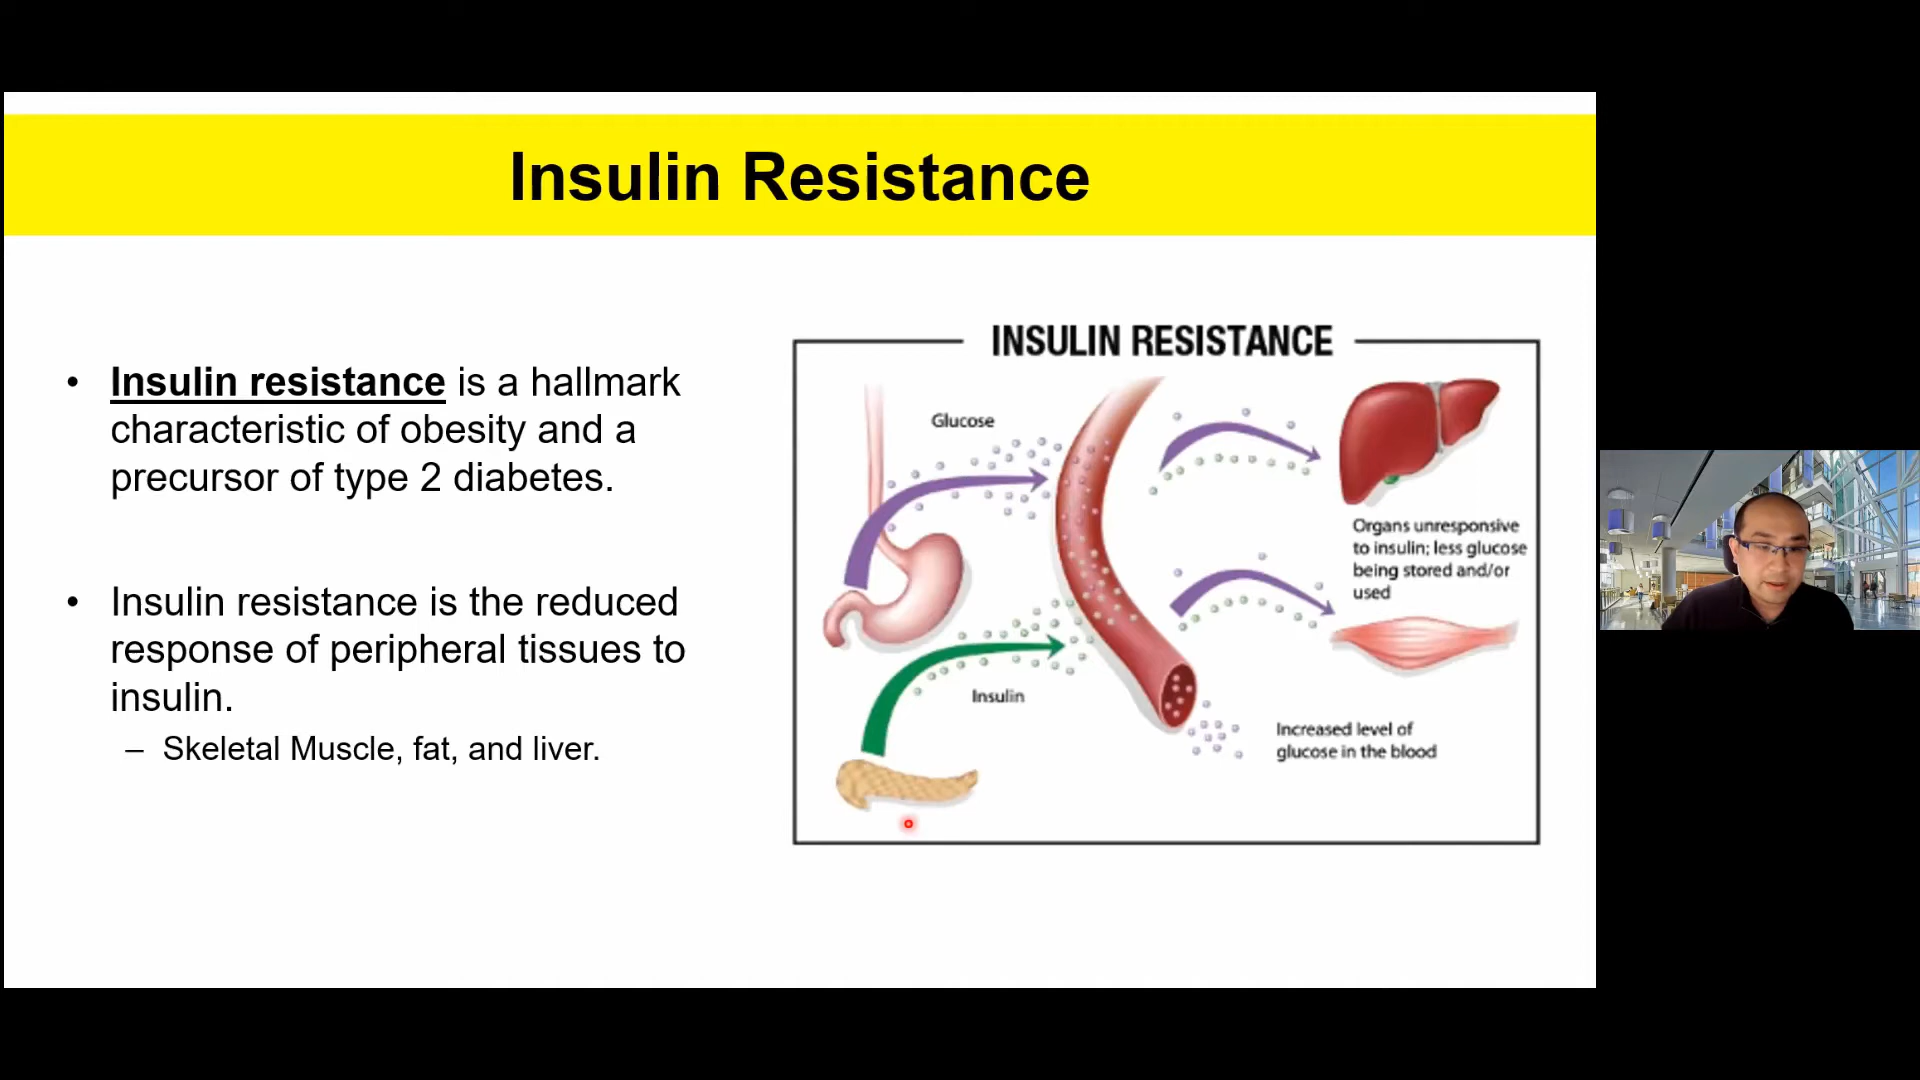 Insulin Resistance
• Insulin resistance is a hallmark
characteristic of obesity and a
precursor of type 2 diabetes.
• Insulin resistance is the reduced
response of peripheral tissues to
insulin.
– Skeletal Muscle, fat, and liver.
INSULIN RESISTANCE
Glucose
Organs unresponsive
to insulin; less glucose
being stored and/or
used
Insulin
Increased level of
glucose in the blood